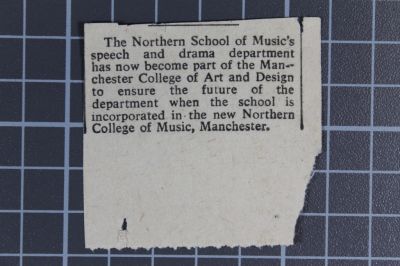 The Northern School of Music's
speech and drama department
has now become part of the Man-
chester College of Art and Design
to ensure the future of the
department when the school is
incorporated in the new Northern
College of Music, Manchester.